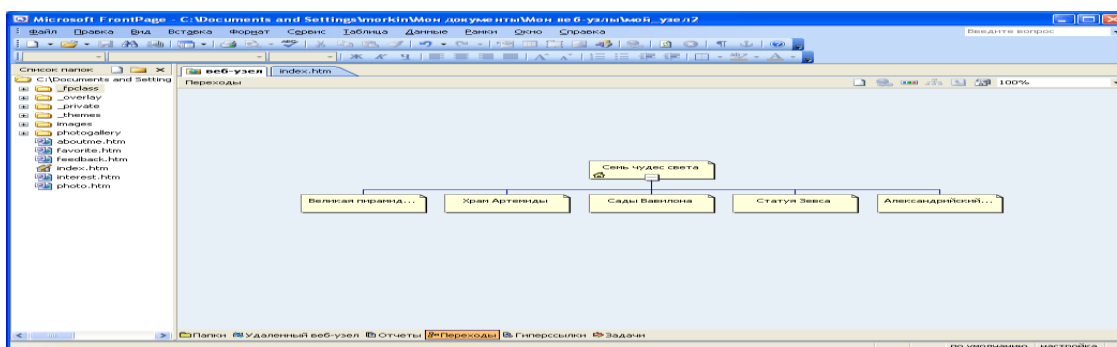 Microsoft FrontPage - C:\Documents and Settings\morkin\Мои документы\Мои веб-узлы\мой_узел2
Файл Правка Вид Вставка Формат Сервис Таблица Данные Рамки Окно Справка Введите вопрос
Ж К Ч
Список папок
веб-узел index.htm
C:\Documents and Setting
Переходы 100%
_fpclass
_overlay
_private
_themes
images
photogallery
aboutme.htm
favorite.htm
feedback.htm
index.htm
interest.htm
photo.htm
Семь чудес света
Великая пирамид... Храм Артемиды Сады Вавилона Статуя Зевса Александрийский...
Папки Удаленный веб-узел Отчеты Переходы Гиперссылки Задачи
по умолчанию настройка